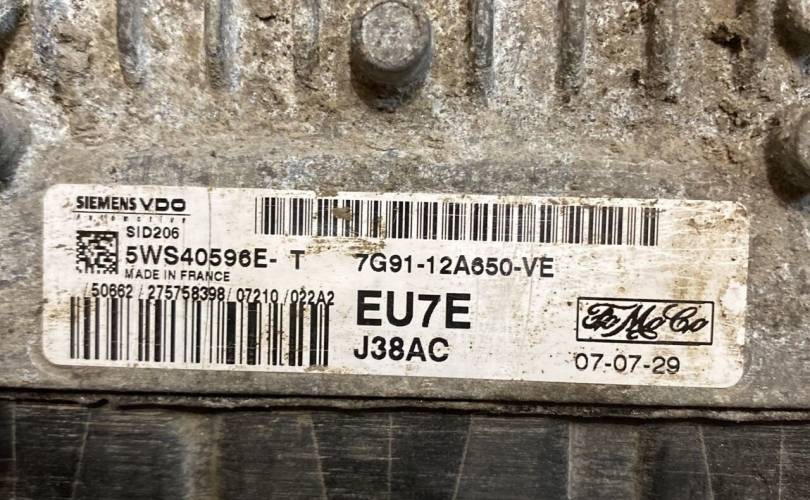 SIEMENS VDO
Automotive
SID206
5WS40596E- T
MADE IN FRANCE
/50662 /275758398/07210 /022A2
7G91-12A650-VE
EU7E
J38AC
FoMoCo
07-07-29